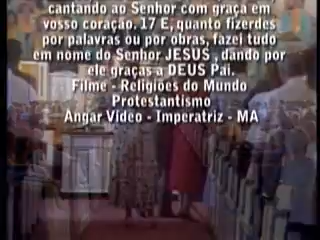 cantando ao Senhor com graça em
vosso coração. 17 E, quanto fizerdes
por palavras ou por obras, fazei tudo
em nome do Senhor JESUS , dando por
ele graças a DEUS Pai.
Filme - Religiões do Mundo
Protestantismo
Angar Vídeo - Imperatriz - MA